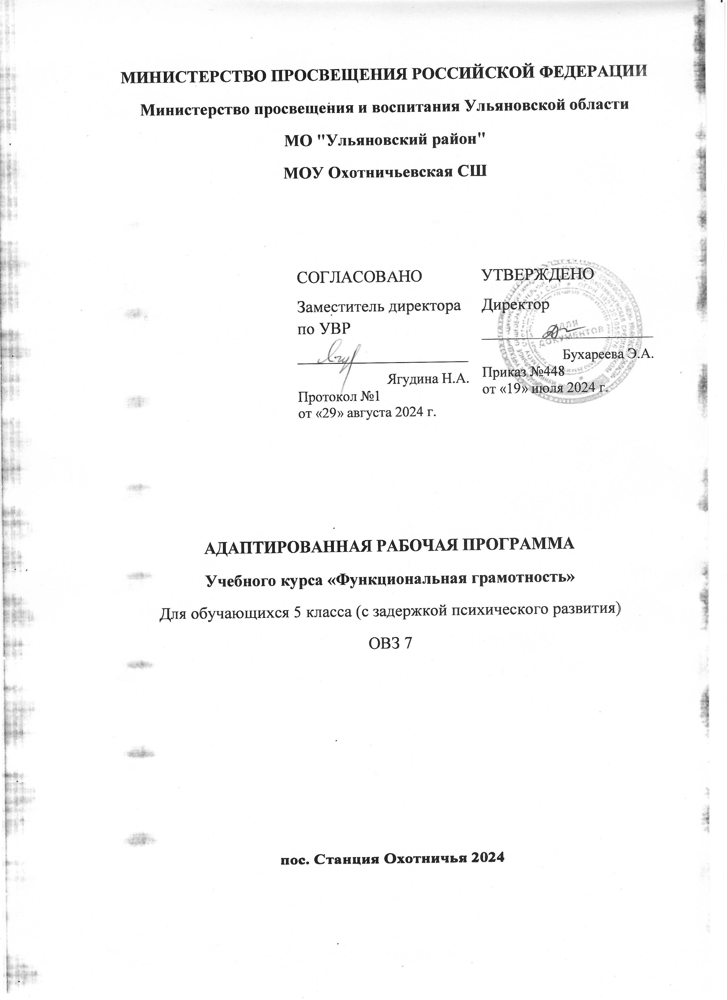 МИНИСТЕРСТВО ПРОСВЕЩЕНИЯ РОССИЙСКОЙ ФЕДЕРАЦИИ
Министерство просвещения и воспитания Ульяновской области
МО "Ульяновский район"
МОУ Охотничьевская СШ
СОГЛАСОВАНО
Заместитель директора
по УВР
Ягудина Н.А.
Протокол №1
от «29» августа 2024 г.
УТВЕРЖДЕНО
Директор
ДЛЯ
ДОКУМЕНТОВ
Бухареева Э.А.
Приказ №448
от «19» июля 2024 г.
АДАПТИРОВАННАЯ РАБОЧАЯ ПРОГРАММА
Учебного курса «Функциональная грамотность»
Для обучающихся 5 класса (с задержкой психического развития)
ОВЗ 7
пос. Станция Охотничья 2024